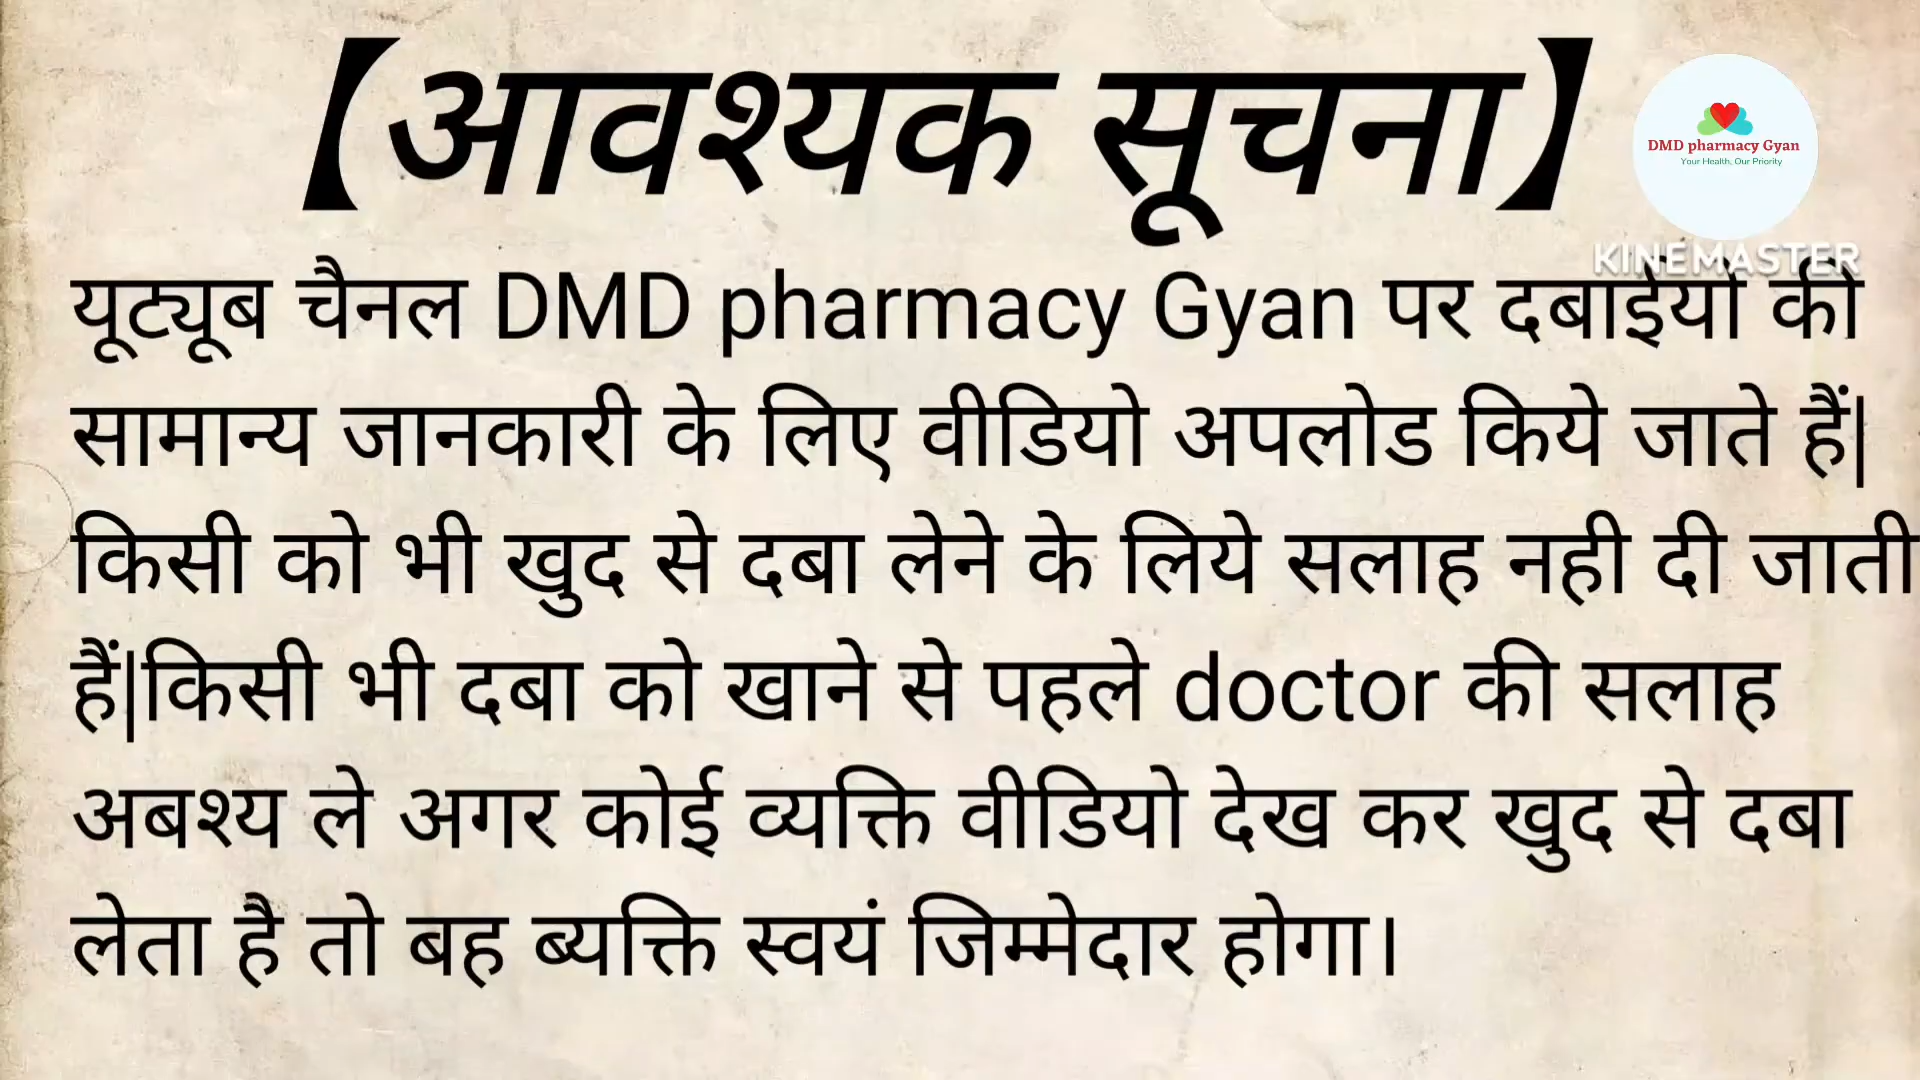 【आवश्यक सूचना】
DMD pharmacy Gyan
Your Health, Our Priority
KINEMASTER
यूट्यूब चैनल DMD pharmacy Gyan पर दबाईयों की
सामान्य जानकारी के लिए वीडियो अपलोड किये जाते हैं|
किसी को भी खुद से दबा लेने के लिये सलाह नही दी जाती
हैं|किसी भी दबा को खाने से पहले doctor की सलाह
अबश्य ले अगर कोई व्यक्ति वीडियो देख कर खुद से दबा
लेता है तो बह ब्यक्ति स्वयं जिम्मेदार होगा।